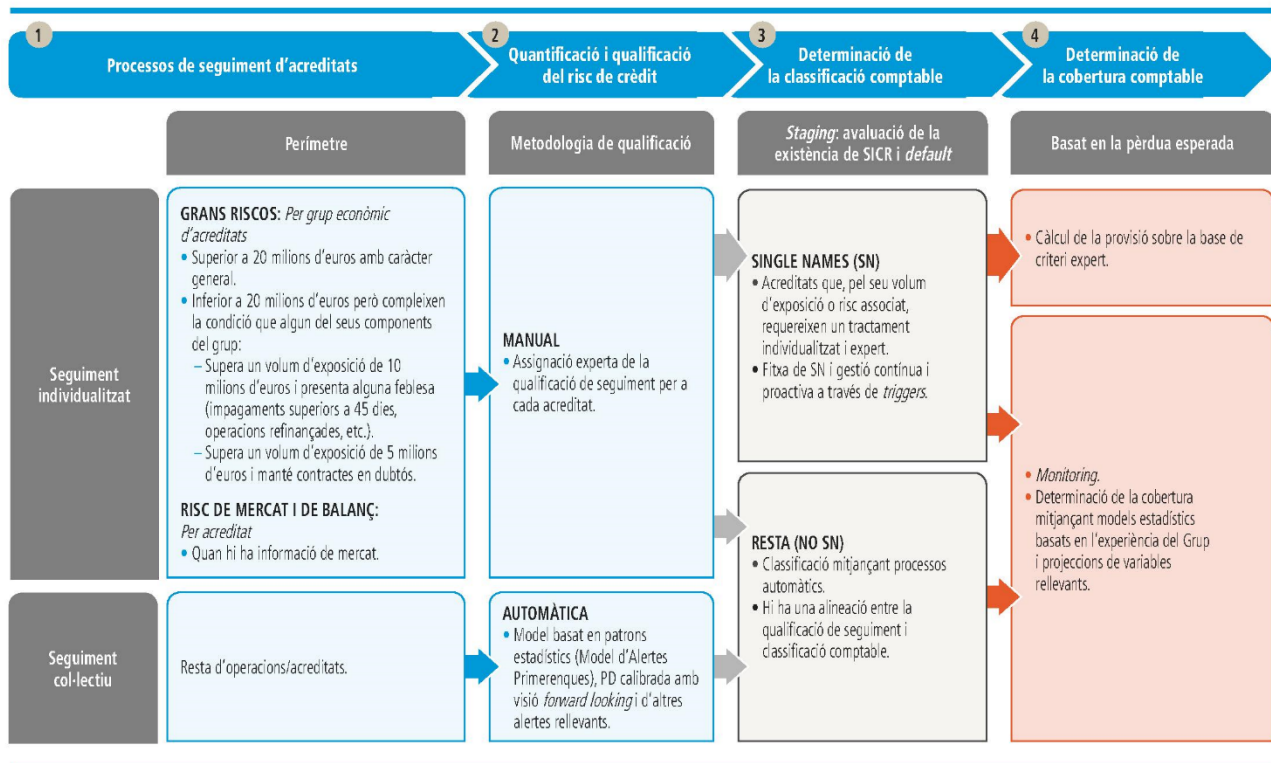 1
Processos de seguiment d'acreditats
2
Quantificació i qualificació
del risc de crèdit
3
Determinació de
la classificació comptable
4
Determinació de
la cobertura comptable
Perímetre
Metodologia de qualificació
Staging: avaluació de la
existència de SICR i default
Basat en la pèrdua esperada
Seguiment
individualitzat
GRANS RISCOS: Per grup econòmic
d'acreditats
• Superior a 20 milions d'euros amb caràcter
general.
• Inferior a 20 milions d'euros però compleixen
la condició que algun del seus components
del grup:
– Supera un volum d'exposició de 10
milions d'euros i presenta alguna feblesa
(impagaments superiors a 45 dies,
operacions refinançades, etc.).
– Supera un volum d'exposició de 5 milions
d'euros i manté contractes en dubtós.
RISC DE MERCAT I DE BALANÇ:
Per acreditat
• Quan hi ha informació de mercat.
MANUAL
• Assignació experta de la
qualificació de seguiment per a
cada acreditat.
SINGLE NAMES (SN)
• Acreditats que, pel seu volum
d'exposició o risc associat,
requereixen un tractament
individualitzat i expert.
• Fitxa de SN i gestió contínua i
proactiva a través de triggers.
• Càlcul de la provisió sobre la base de
criteri expert.
• Monitoring.
• Determinació de la cobertura
mitjançant models estadístics
basats en l'experiència del Grup
i projeccions de variables
rellevants.
RESTA (NO SN)
• Classificació mitjançant processos
automàtics.
• Hi ha una alineació entre la
qualificació de seguiment i
classificació comptable.
Seguiment
col·lectiu
Resta d'operacions/acreditats.
AUTOMÀTICA
• Model basat en patrons
estadístics (Model d'Alertes
Primerenques), PD calibrada amb
visió forward looking i d'altres
alertes rellevants.